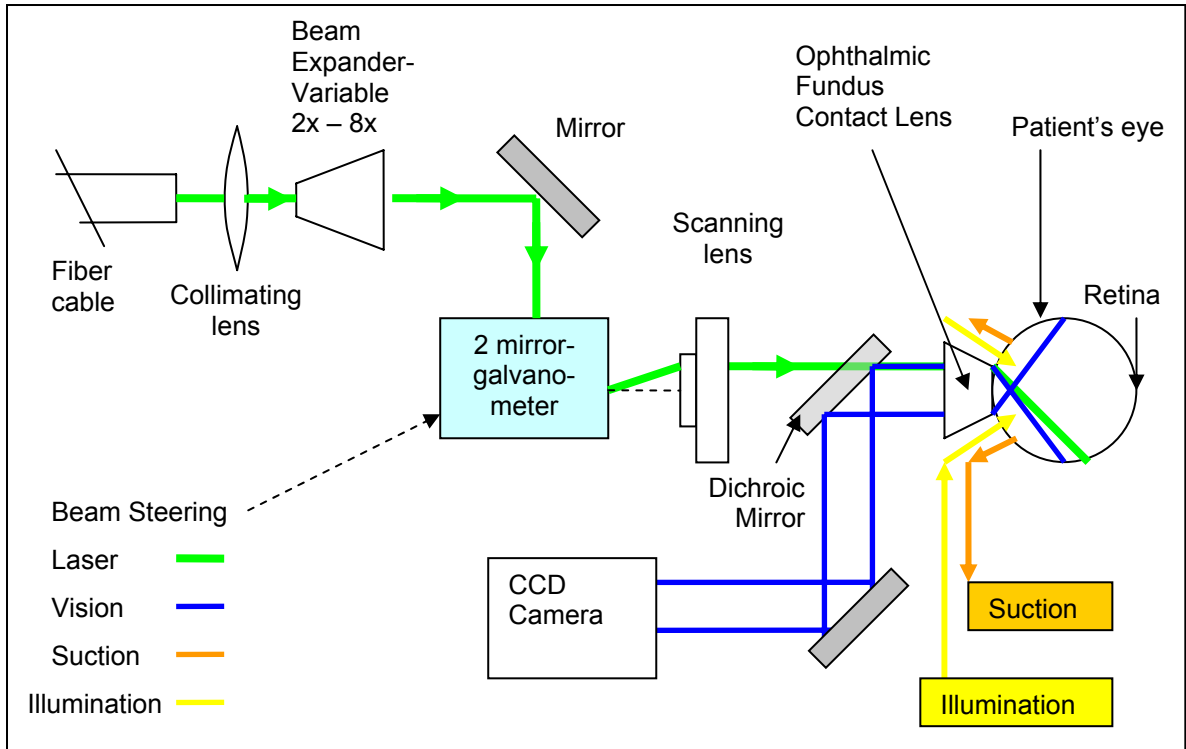 Beam
Expander-
Variable
2x – 8x
Mirror
Ophthalmic
Fundus
Contact Lens
Patient's eye
Fiber
cable
Collimating
lens
Scanning
lens
Retina
2 mirror-
galvano-
meter
Dichroic
Mirror
Beam Steering
Laser
Vision
Suction
Illumination
CCD
Camera
Suction
Illumination